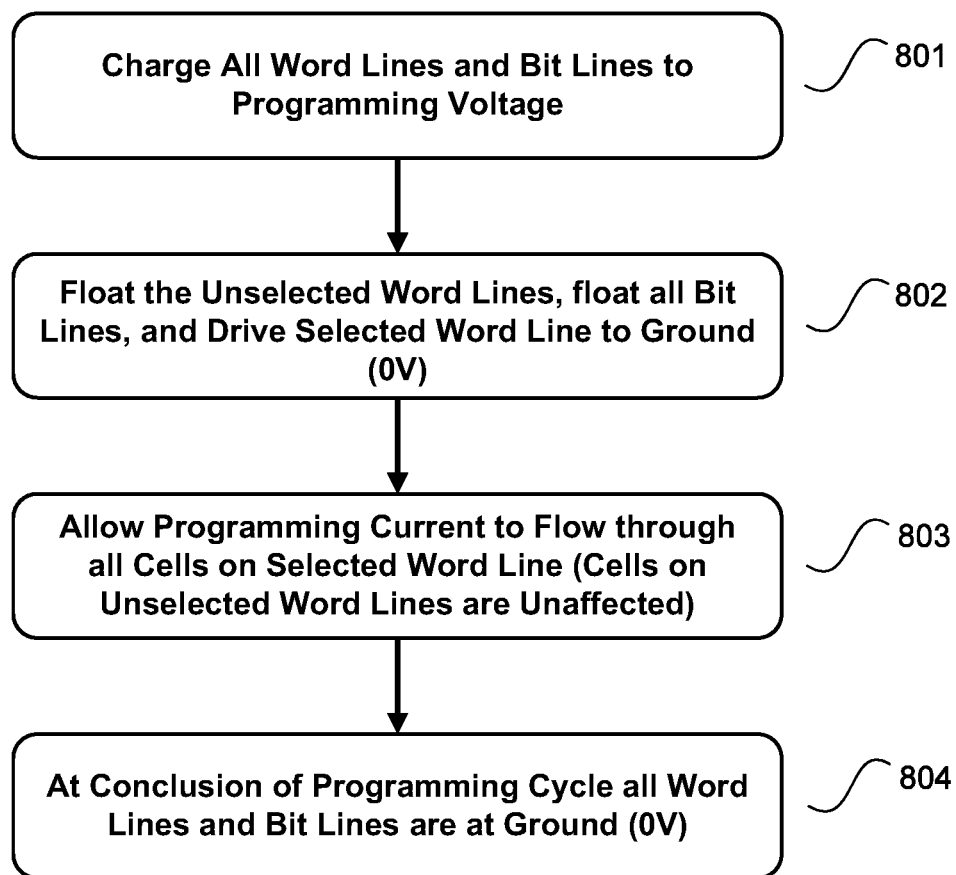 Charge All Word Lines and Bit Lines to
Programming Voltage
801
Float the Unselected Word Lines, float all Bit
Lines, and Drive Selected Word Line to Ground
(0V)
802
Allow Programming Current to Flow through
all Cells on Selected Word Line (Cells on
Unselected Word Lines are Unaffected)
803
At Conclusion of Programming Cycle all Word
Lines and Bit Lines are at Ground (0V)
804